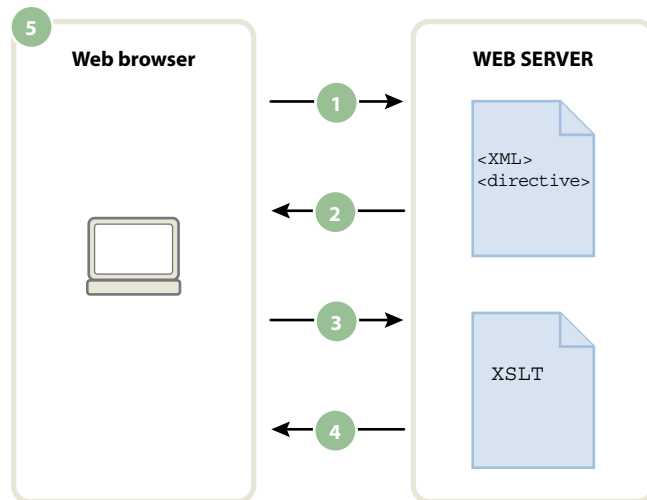 5
Web browser
WEB SERVER
1
<XML>
<directive>
2
3
XSLT
4